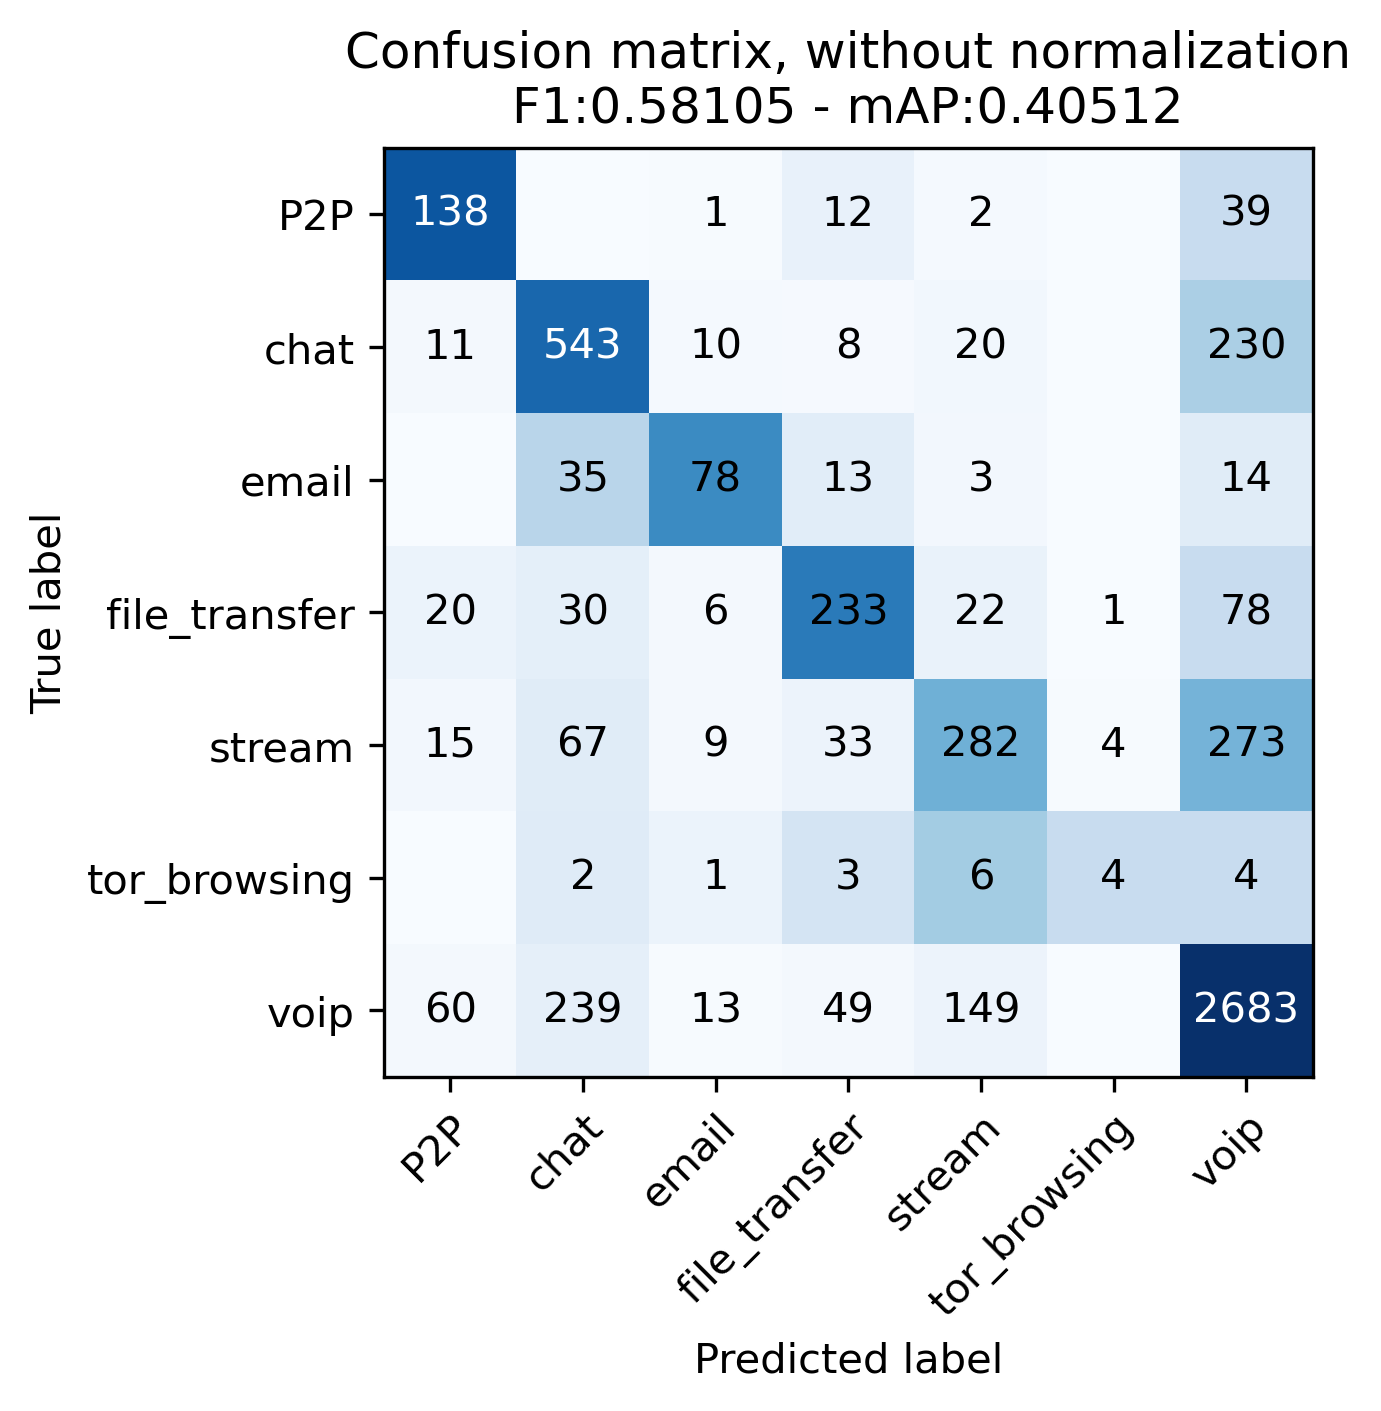 Confusion matrix, without normalization
F1:0.58105 - mAP:0.40512
P2P 138 1 12 2 39
chat 11 543 10 8 20 230
email 35 78 13 3 14
file_transfer 20 30 6 233 22 1 78
stream 15 67 9 33 282 4 273
tor_browsing 2 1 3 6 4 4
voip 60 239 13 49 149 2683
True label
P2P chat email file_transfer stream tor_browsing voip
Predicted label